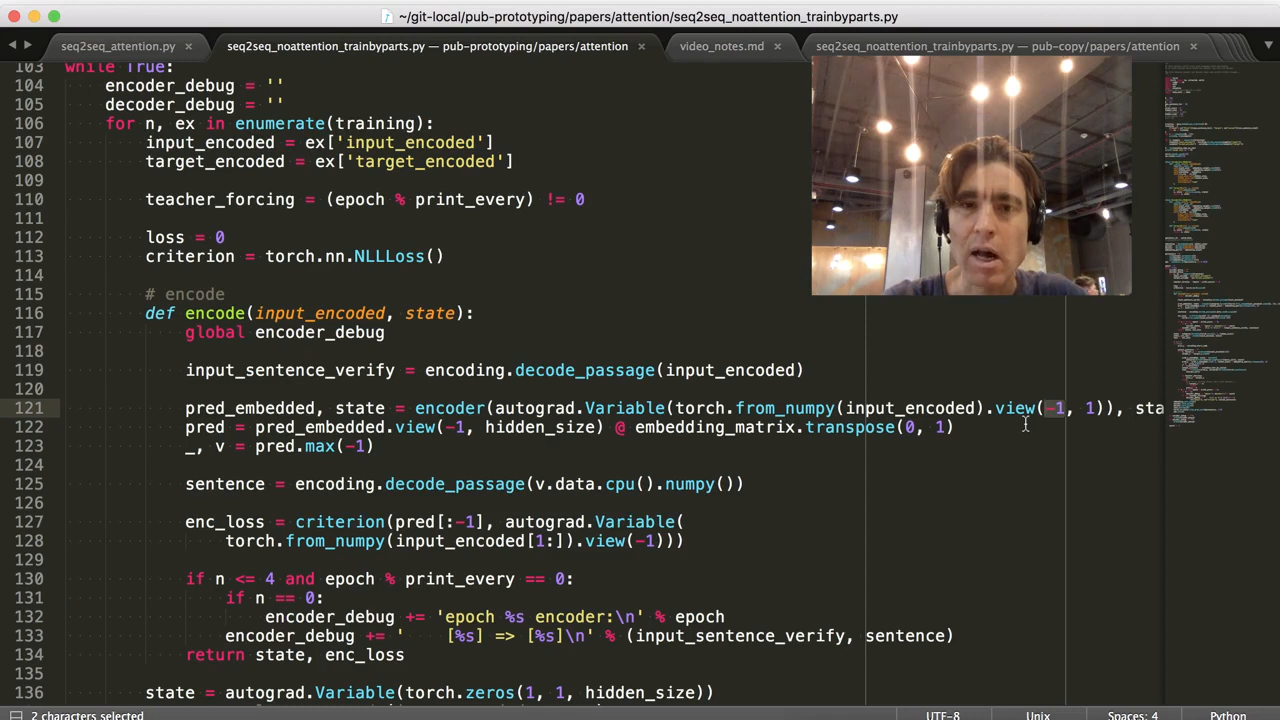 ~/git-local/pub-prototyping/papers/attention/seq2seq_noattention_trainbyparts.py
seq2seq_attention.py × seq2seq_noattention_trainbyparts.py — pub-prototyping/papers/attention × video_notes.md × seq2seq_noattention_trainbyparts.py — pub-copy/papers/attention ×
103 while True:
104 encoder_debug = ''
105 decoder_debug = ''
106 for n, ex in enumerate(training):
107 input_encoded = ex['input_encoded']
108 target_encoded = ex['target_encoded']
109
110 teacher_forcing = (epoch % print_every) != 0
111
112 loss = 0
113 criterion = torch.nn.NLLLoss()
114
115 # encode
116 def encode(input_encoded, state):
117 global encoder_debug
118
119 input_sentence_verify = encoding.decode_passage(input_encoded)
120
121 pred_embedded, state = encoder( autograd.Variable(torch.from_numpy(input_encoded).view(-1, 1)), sta
122 pred = pred_embedded.view(-1, hidden_size) @ embedding_matrix.transpose(0, 1)
123 _, v = pred.max(-1)
124
125 sentence = encoding.decode_passage(v.data.cpu().numpy())
126
127 enc_loss = criterion(pred[:-1], autograd.Variable(
128 torch.from_numpy(input_encoded[1:]).view(-1)))
129
130 if n <= 4 and epoch % print_every == 0:
131 if n == 0:
132 encoder_debug += 'epoch %s encoder:\n' % epoch
133 encoder_debug += ' [%s] => [%s]\n' % (input_sentence_verify, sentence)
134 return state, enc_loss
135
136 state = autograd.Variable(torch.zeros(1, 1, hidden_size))
2 characters selected UTF-8 Unix Spaces: 4 Python